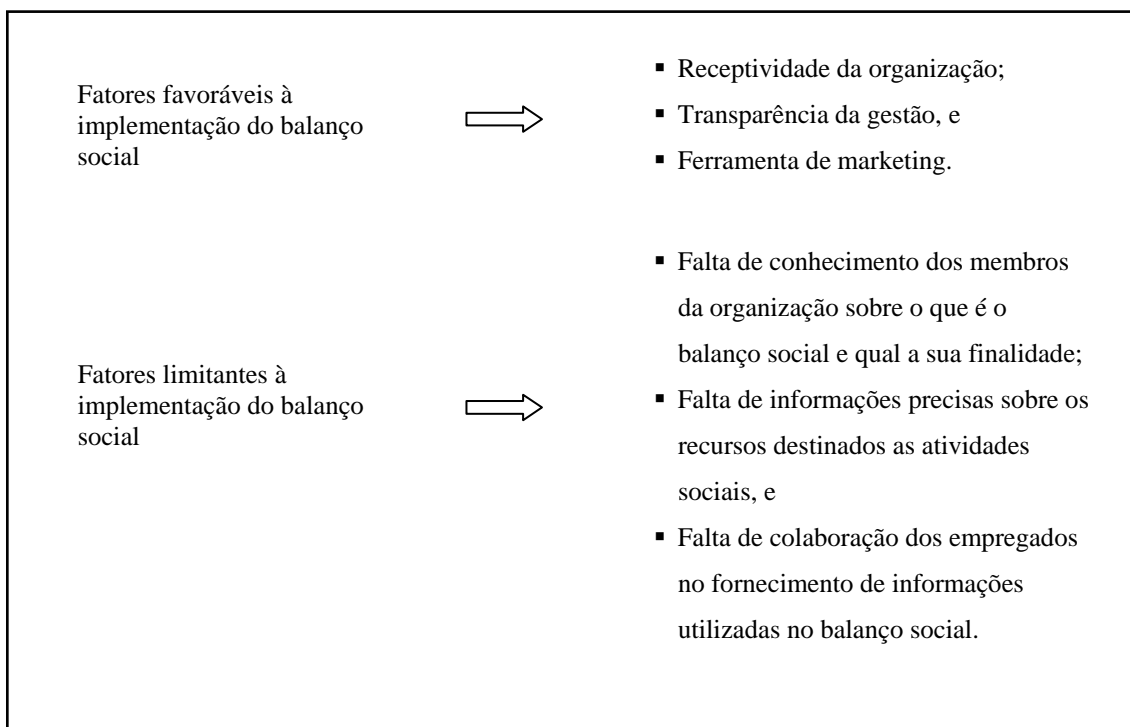 Fatores favoráveis à
implementação do balanço
social
▪ Receptividade da organização;
▪ Transparência da gestão, e
▪ Ferramenta de marketing.
Fatores limitantes à
implementação do balanço
social
▪ Falta de conhecimento dos membros
da organização sobre o que é o
balanço social e qual a sua finalidade;
▪ Falta de informações precisas sobre os
recursos destinados as atividades
sociais, e
▪ Falta de colaboração dos empregados
no fornecimento de informações
utilizadas no balanço social.